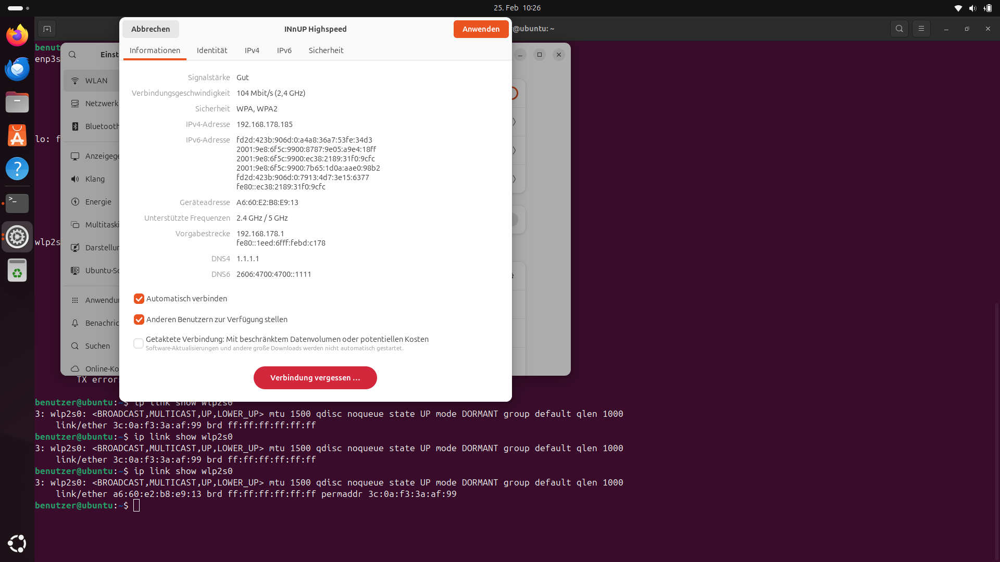 25. Feb 10:26
@ubuntu: ~
Abbrechen
INnUP Highspeed
Anwenden
Informationen
Identität
IPv4
IPv6
Sicherheit
Signalstärke Gut
Verbindungsgeschwindigkeit 104 Mbit/s (2,4 GHz)
Sicherheit WPA, WPA2
IPv4-Adresse 192.168.178.185
IPv6-Adresse fd2d:423b:906d:0:a4a8:36a7:53fe:34d3
2001:9e8:6f5c:9900:8787:9e05:a9e4:18ff
2001:9e8:6f5c:9900:ec38:2189:31f0:9cfc
2001:9e8:6f5c:9900:7b65:1d0a:aae0:98b2
fd2d:423b:906d:0:7913:4d7:3e15:6377
fe80::ec38:2189:31f0:9cfc
Geräteadresse A6:60:E2:B8:E9:13
Unterstützte Frequenzen 2.4 GHz / 5 GHz
Vorgabestrecke 192.168.178.1
fe80::1eed:6fff:febd:c178
DNS4 1.1.1.1
DNS6 2606:4700:4700::1111
Automatisch verbinden
Anderen Benutzern zur Verfügung stellen
Getaktete Verbindung: Mit beschränktem Datenvolumen oder potentiellen Kosten
Software-Aktualisierungen und andere große Downloads werden nicht automatisch gestartet.
Verbindung vergessen …
Einst
WLAN
Netzwerk
Bluetooth
Anzeigege
Klang
Energie
Multitaski
Darstellun
Ubuntu-Sc
Anwendun
Benachric
Suchen
Online-Ko
benut
enp3s
lo: f
wlp2s
TX errors
benutzer@ubuntu:~$ ip link show wlp2s0
3: wlp2s0: <BROADCAST,MULTICAST,UP,LOWER_UP> mtu 1500 qdisc noqueue state UP mode DORMANT group default qlen 1000
link/ether 3c:0a:f3:3a:af:99 brd ff:ff:ff:ff:ff:ff
benutzer@ubuntu:~$ ip link show wlp2s0
3: wlp2s0: <BROADCAST,MULTICAST,UP,LOWER_UP> mtu 1500 qdisc noqueue state UP mode DORMANT group default qlen 1000
link/ether 3c:0a:f3:3a:af:99 brd ff:ff:ff:ff:ff:ff
benutzer@ubuntu:~$ ip link show wlp2s0
3: wlp2s0: <BROADCAST,MULTICAST,UP,LOWER_UP> mtu 1500 qdisc noqueue state UP mode DORMANT group default qlen 1000
link/ether a6:60:e2:b8:e9:13 brd ff:ff:ff:ff:ff:ff permaddr 3c:0a:f3:3a:af:99
benutzer@ubuntu:~$